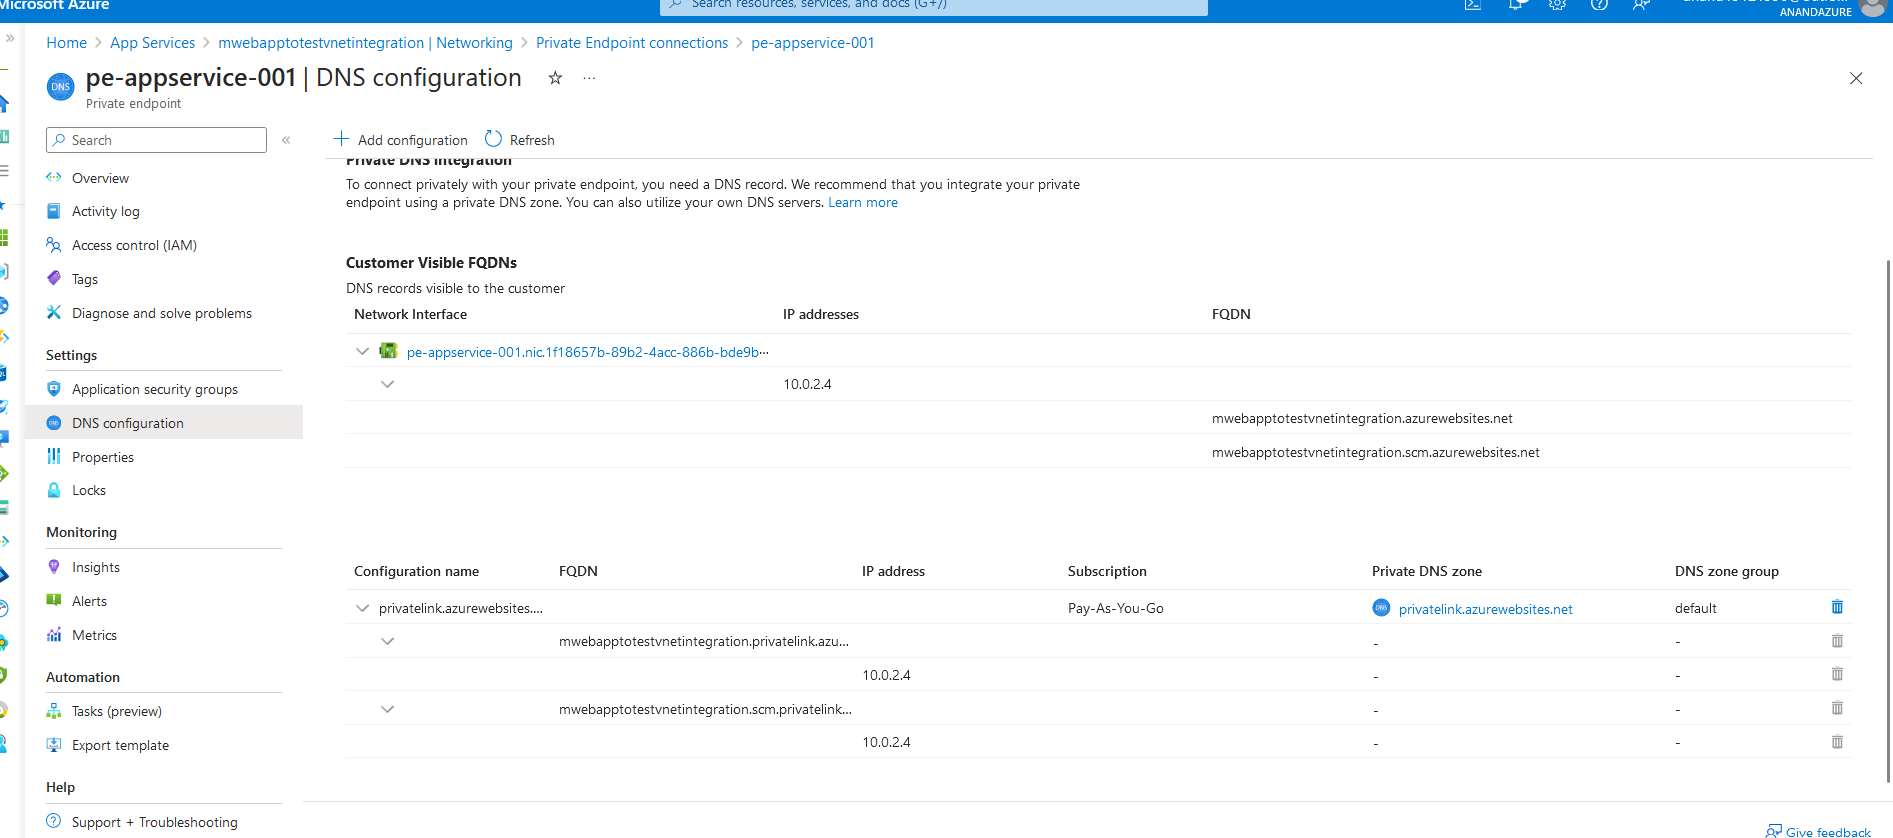 Microsoft Azure
Search resources, services, and docs (G+/)
ANANDAZURE
Home > App Services > mwebapptotestvnetintegration | Networking > Private Endpoint connections > pe-appservice-001
pe-appservice-001 | DNS configuration
Private endpoint
Search
Add configuration
Refresh
Overview
Activity log
Access control (IAM)
Tags
Diagnose and solve problems
Settings
Application security groups
DNS configuration
Properties
Locks
Monitoring
Insights
Alerts
Metrics
Automation
Tasks (preview)
Export template
Help
Support + Troubleshooting
Private DNS integration
To connect privately with your private endpoint, you need a DNS record. We recommend that you integrate your private
endpoint using a private DNS zone. You can also utilize your own DNS servers. Learn more
Customer Visible FQDNs
DNS records visible to the customer
Network Interface IP addresses FQDN
pe-appservice-001.nic.1f18657b-89b2-4acc-886b-bde9b...
10.0.2.4
mwebapptotestvnetintegration.azurewebsites.net
mwebapptotestvnetintegration.scm.azurewebsites.net
Configuration name FQDN IP address Subscription Private DNS zone DNS zone group
privatelink.azurewebsites.... Pay-As-You-Go privatelink.azurewebsites.net default
mwebapptotestvnetintegration.privatelink.azu... - -
10.0.2.4 - -
mwebapptotestvnetintegration.scm.privatelink... - -
10.0.2.4 - -
Give feedback